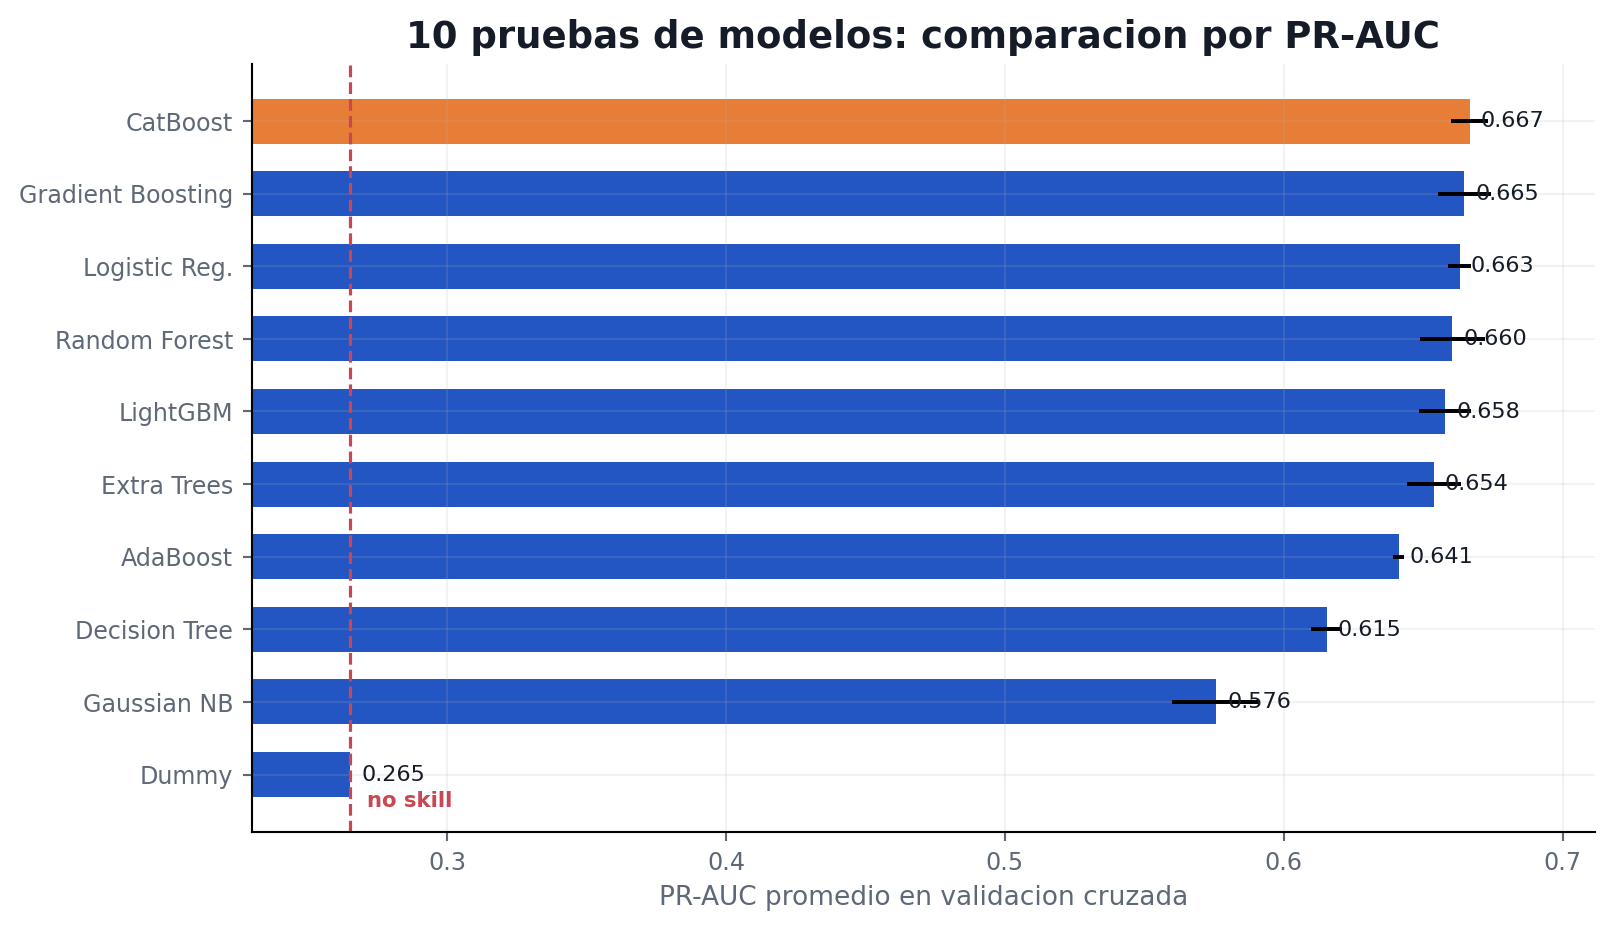 10 pruebas de modelos: comparacion por PR-AUC
CatBoost 0.667
Gradient Boosting 0.665
Logistic Reg. 0.663
Random Forest 0.660
LightGBM 0.658
Extra Trees 0.654
AdaBoost 0.641
Decision Tree 0.615
Gaussian NB 0.576
Dummy 0.265
no skill
0.3 0.4 0.5 0.6 0.7
PR-AUC promedio en validacion cruzada